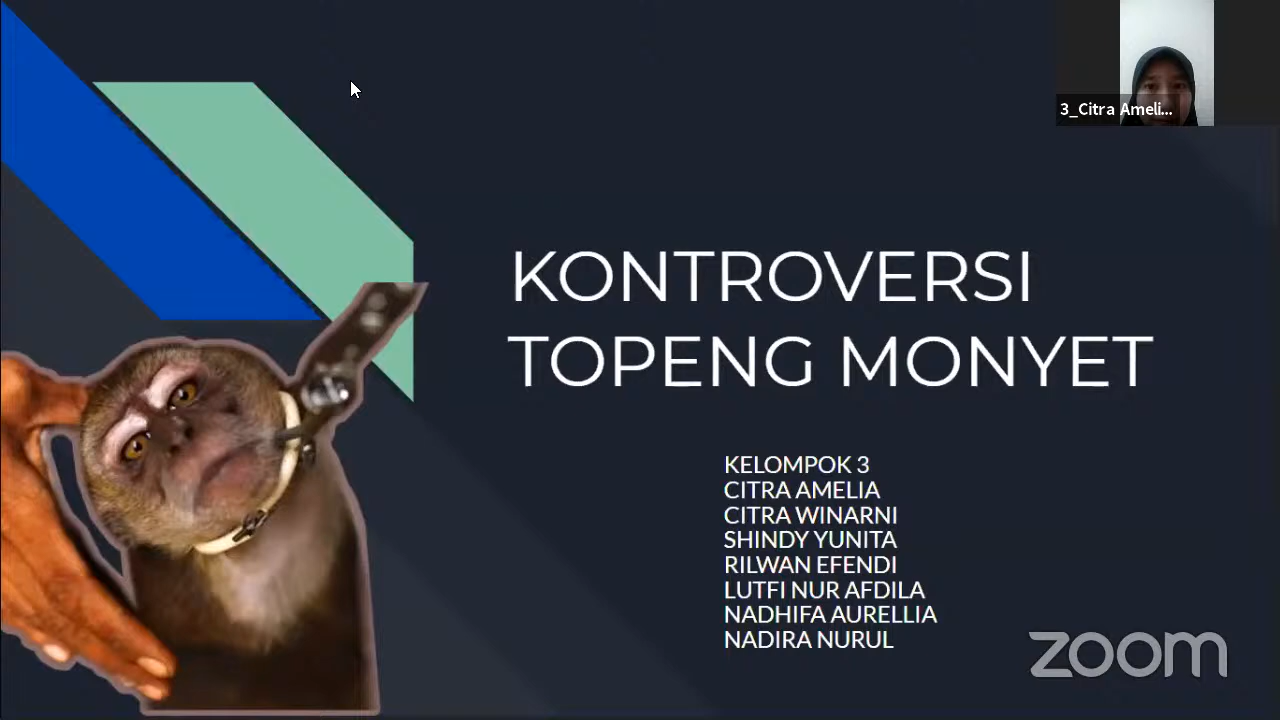 3_Citra Ameli...
KONTROVERSI
TOPENG MONYET
KELOMPOK 3
CITRA AMELIA
CITRA WINARNI
SHINDY YUNITA
RILWAN EFENDI
LUTFI NUR AFDILA
NADHIFA AURELLIA
NADIRA NURUL
zoom